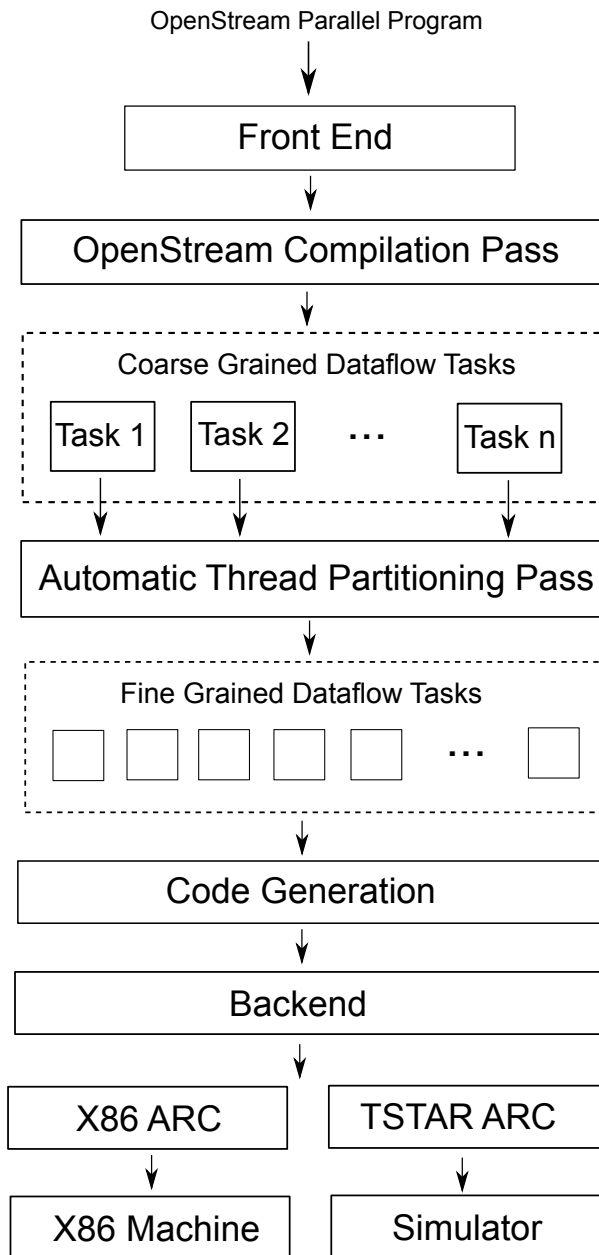 OpenStream Parallel Program
Front End
OpenStream Compilation Pass
Coarse Grained Dataflow Tasks
Task 1 Task 2 ... Task n
Automatic Thread Partitioning Pass
Fine Grained Dataflow Tasks
...
Code Generation
Backend
X86 ARC TSTAR ARC
X86 Machine Simulator